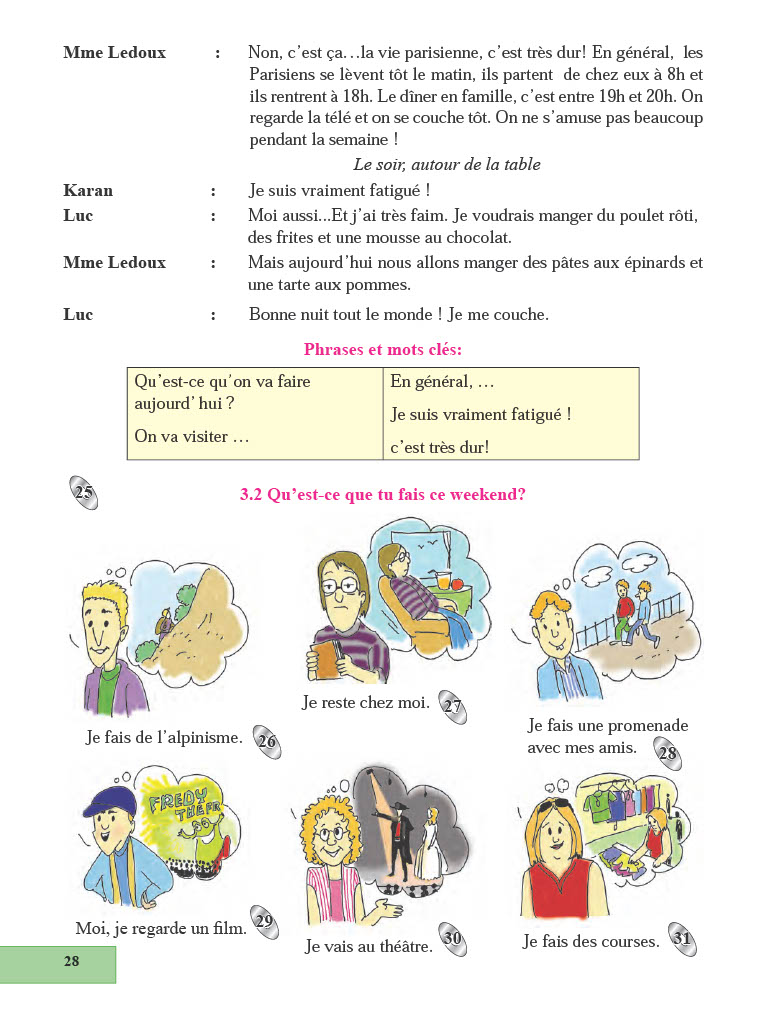 Mme Ledoux : Non, c’est ça…la vie parisienne, c’est très dur! En général, les
Parisiens se lèvent tôt le matin, ils partent de chez eux à 8h et
ils rentrent à 18h. Le dîner en famille, c’est entre 19h et 20h. On
regarde la télé et on se couche tôt. On ne s’amuse pas beaucoup
pendant la semaine !
Le soir, autour de la table
Karan : Je suis vraiment fatigué !
Luc : Moi aussi...Et j’ai très faim. Je voudrais manger du poulet rôti,
des frites et une mousse au chocolat.
Mme Ledoux : Mais aujourd’hui nous allons manger des pâtes aux épinards et
une tarte aux pommes.
Luc : Bonne nuit tout le monde ! Je me couche.
Phrases et mots clés:
Qu’est-ce qu’on va faire
aujourd’ hui ?
On va visiter …
En général, …
Je suis vraiment fatigué !
c’est très dur!
25
3.2 Qu’est-ce que tu fais ce weekend?
Je fais de l’alpinisme. 26
Je reste chez moi. 27
Je fais une promenade
avec mes amis. 28
FREDY
Moi, je regarde un film. 29
Je vais au théâtre. 30
Je fais des courses. 31
28